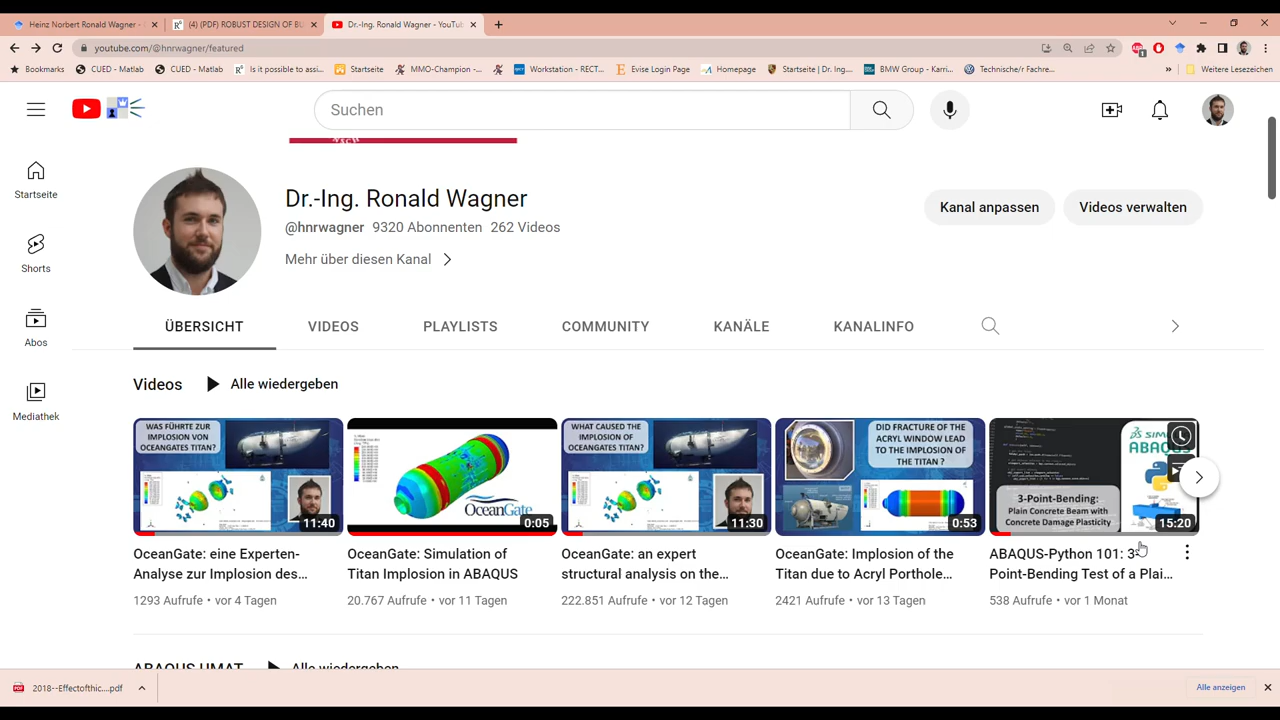 Heinz Norbert Ronald Wagner -
(4) (PDF) ROBUST DESIGN OF BU
Dr.-Ing. Ronald Wagner - YouTu
youtube.com/@hnrwagner/featured
Bookmarks
CUED - Matlab
CUED - Matlab
Is it possible to assi...
Startseite
MMO-Champion -...
Workstation - RECT...
Evise Login Page
Homepage
Startseite | Dr. Ing....
BMW Group - Karri...
Technische/r Fachre...
»
Weitere Lesezeichen
Suchen
Dr.-Ing. Ronald Wagner
@hnrwagner 9320 Abonnenten 262 Videos
Mehr über diesen Kanal
Startseite
Shorts
Abos
Mediathek
ÜBERSICHT
VIDEOS
PLAYLISTS
COMMUNITY
KANÄLE
KANALINFO
Kanal anpassen
Videos verwalten
Videos
Alle wiedergeben
WAS FÜHRTE ZUR
IMPLOSION VON
OCEANGATES TITAN?
11:40
OceanGate: eine Experten-
Analyse zur Implosion des...
1293 Aufrufe • vor 4 Tagen
OceanGate
0:05
OceanGate: Simulation of
Titan Implosion in ABAQUS
20.767 Aufrufe • vor 11 Tagen
WHAT CAUSED THE
IMPLOSION OF
OCEANGATES TITAN?
11:30
OceanGate: an expert
structural analysis on the...
222.851 Aufrufe • vor 12 Tagen
DID FRACTURE OF THE
ACRYL WINDOW LEAD
TO THE IMPLOSION OF
THE TITAN ?
0:53
OceanGate: Implosion of the
Titan due to Acryl Porthole...
2421 Aufrufe • vor 13 Tagen
ABAQUS
3-Point-Bending:
Plain Concrete Beam with
Concrete Damage Plasticity
15:20
ABAQUS-Python 101: 3-
Point-Bending Test of a Plai...
538 Aufrufe • vor 1 Monat
ABAQUS UMAT
Alle wiedergeben
2018--Effectofthic....pdf
Alle anzeigen